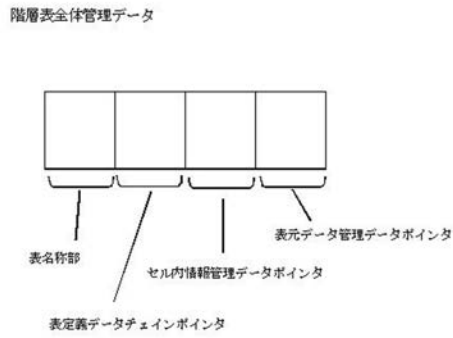 階層表全体管理データ
表元データ管理データポインタ
表名称部
セル内情報管理データポインタ
表定義データチェインポインタ